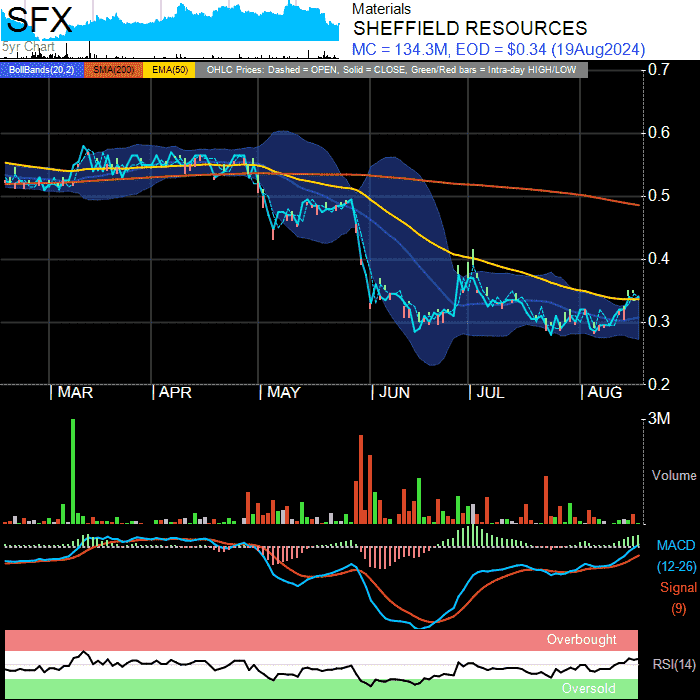 SFX
Materials
SHEFFIELD RESOURCES
5yr Chart
MC = 134.3M, EOD = $0.34 (19Aug2024)
BollBands(20,2) SMA(200) EMA(50) OHLC Prices: Dashed = OPEN, Solid = CLOSE, Green/Red bars = Intra-day HIGH/LOW
0.7
0.6
0.5
0.4
0.3
0.2
MAR APR MAY JUN JUL AUG
3M
Volume
MACD
(12-26)
Signal
(9)
Overbought
RSI(14)
Oversold